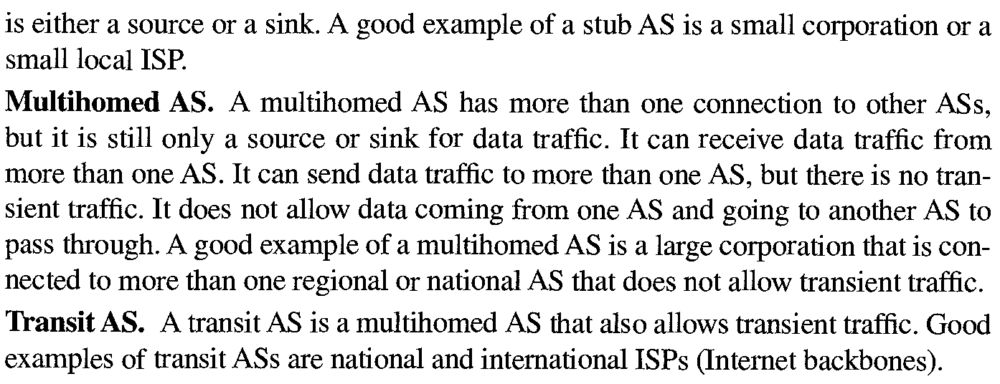 is either a source or a sink. A good example of a stub AS is a small corporation or a
small local ISP.
Multihomed AS. A multihomed AS has more than one connection to other ASs,
but it is still only a source or sink for data traffic. It can receive data traffic from
more than one AS. It can send data traffic to more than one AS, but there is no tran-
sient traffic. It does not allow data coming from one AS and going to another AS to
pass through. A good example of a multihomed AS is a large corporation that is con-
nected to more than one regional or national AS that does not allow transient traffic.
Transit AS. A transit AS is a multihomed AS that also allows transient traffic. Good
examples of transit ASs are national and international ISPs (Internet backbones).